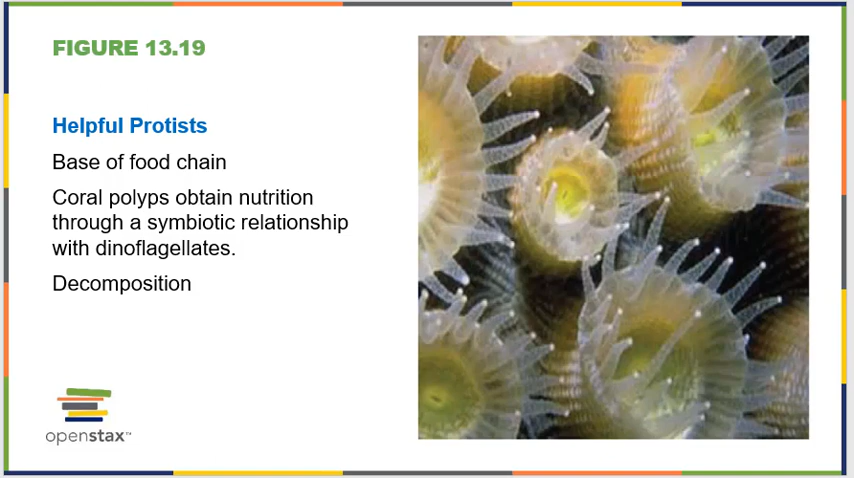 FIGURE 13.19
Helpful Protists
Base of food chain
Coral polyps obtain nutrition
through a symbiotic relationship
with dinoflagellates.
Decomposition
openstax™